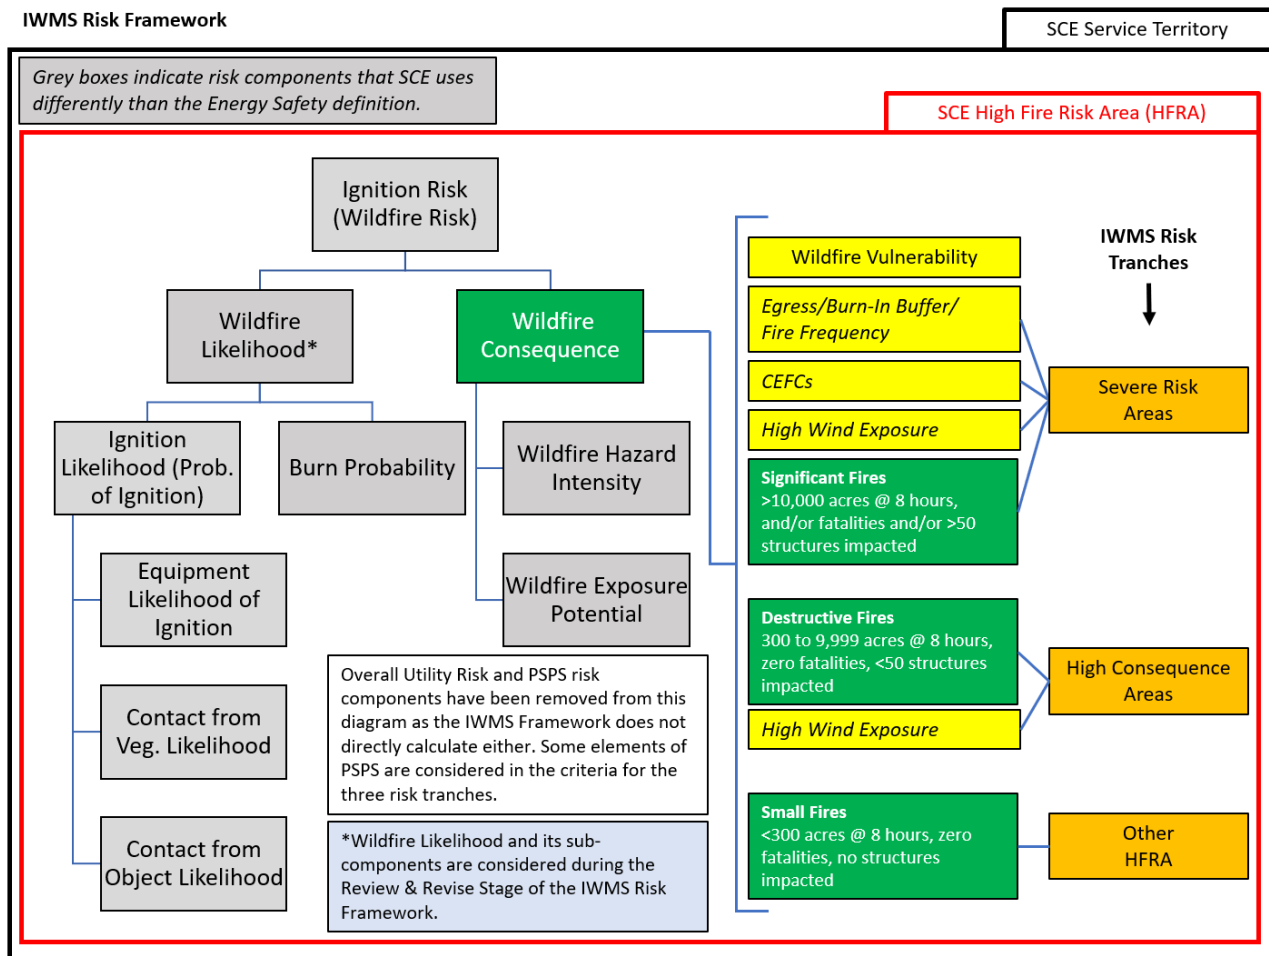 IWMS Risk Framework
SCE Service Territory
Grey boxes indicate risk components that SCE uses
differently than the Energy Safety definition.
SCE High Fire Risk Area (HFRA)
Ignition Risk
(Wildfire Risk)
Wildfire
Likelihood*
Wildfire
Consequence
Ignition
Likelihood (Prob.
of Ignition)
Burn Probability
Wildfire Hazard
Intensity
Equipment
Likelihood of
Ignition
Wildfire Exposure
Potential
Contact from
Veg. Likelihood
Contact from
Object Likelihood
Overall Utility Risk and PSPS risk
components have been removed from this
diagram as the IWMS Framework does not
directly calculate either. Some elements of
PSPS are considered in the criteria for the
three risk tranches.
*Wildfire Likelihood and its sub-
components are considered during the
Review & Revise Stage of the IWMS Risk
Framework.
Wildfire Vulnerability
Egress/Burn-In Buffer/
Fire Frequency
CEFCs
High Wind Exposure
Significant Fires
>10,000 acres @ 8 hours,
and/or fatalities and/or >50
structures impacted
Destructive Fires
300 to 9,999 acres @ 8 hours,
zero fatalities, <50 structures
impacted
High Wind Exposure
Small Fires
<300 acres @ 8 hours, zero
fatalities, no structures
impacted
IWMS Risk
Tranches
Severe Risk
Areas
High Consequence
Areas
Other
HFRA